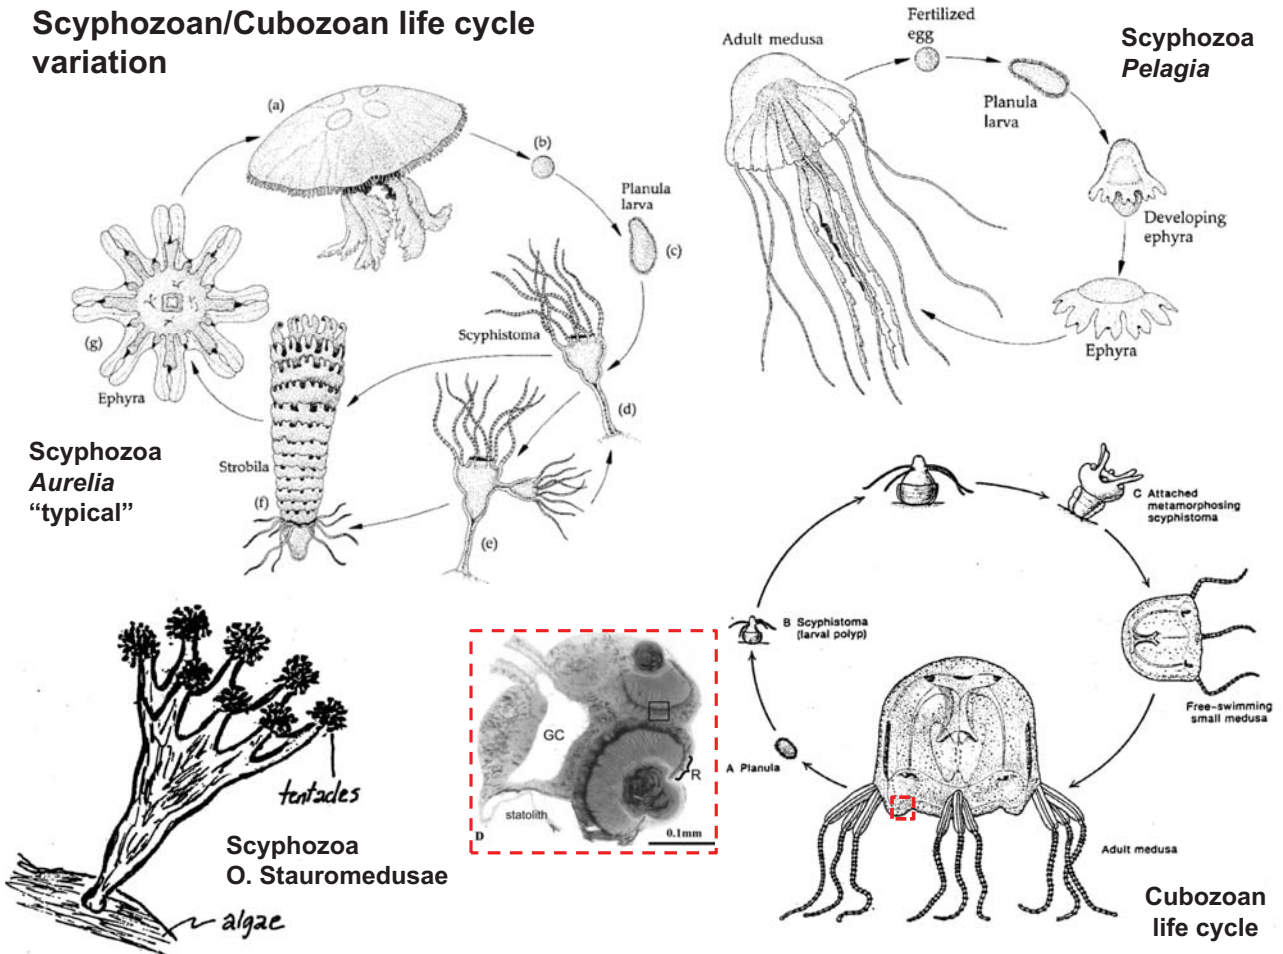 Scyphozoan/Cubozoan life cycle
variation
(a)
(b)
Planula
larva
(c)
Scyphistoma
(d)
(e)
Strobila
(f)
(g)
Ephyra
Scyphozoa
Aurelia
“typical”
Adult medusa
Fertilized
egg
Planula
larva
Developing
ephyra
Ephyra
Scyphozoa
Pelagia
tentacles
algae
Scyphozoa
O. Stauromedusae
GC
R
statolith
D
0.1mm
A Planula
B Scyphistoma
(larval polyp)
C Attached
metamorphosing
scyphistoma
Free-swimming
small medusa
Adult medusa
Cubozoan
life cycle